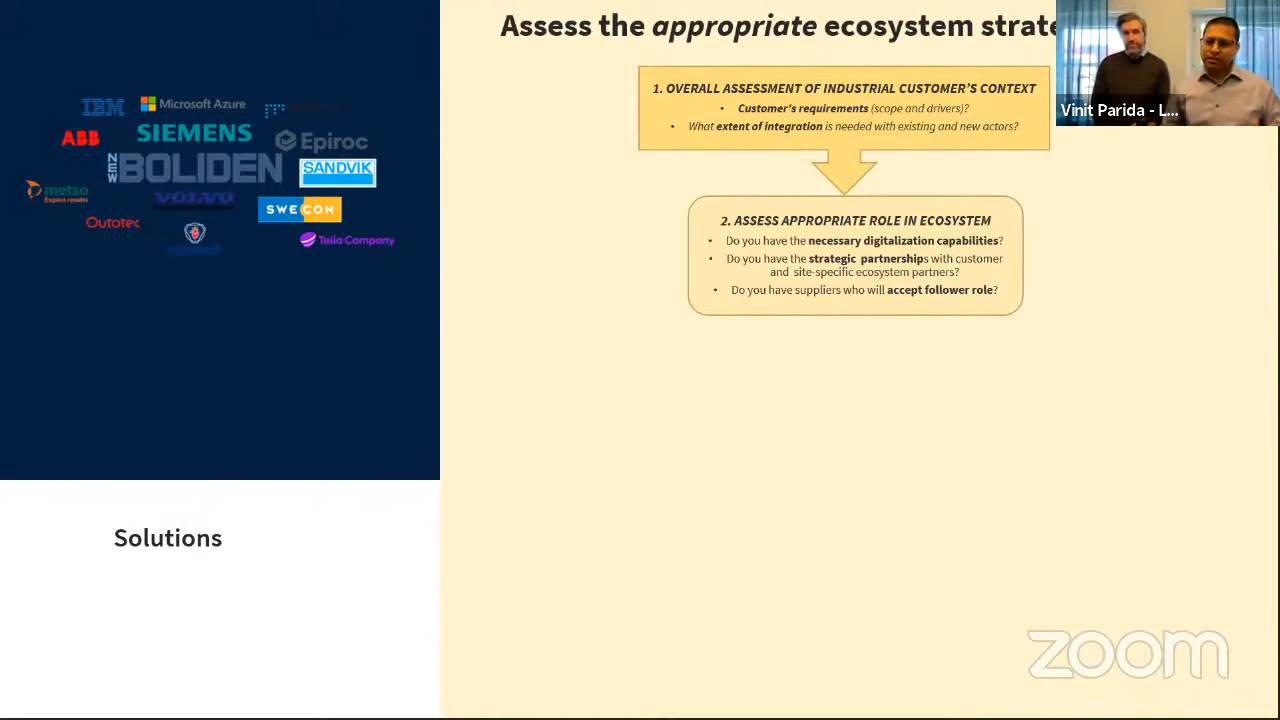 Assess the appropriate ecosystem strate
IBM
Microsoft Azure
ABB
SIEMENS
Epiroc
NEW BOLIDEN
SANDVIK
metso
Expect results
VOLVO
SWECON
Outotec
Telia Company
1. OVERALL ASSESSMENT OF INDUSTRIAL CUSTOMER'S CONTEXT
• Customer's requirements (scope and drivers)?
• What extent of integration is needed with existing and new actors?
2. ASSESS APPROPRIATE ROLE IN ECOSYSTEM
• Do you have the necessary digitalization capabilities?
• Do you have the strategic partnerships with customer
and site-specific ecosystem partners?
• Do you have suppliers who will accept follower role?
Vinit Parida - L...
Solutions
zoom